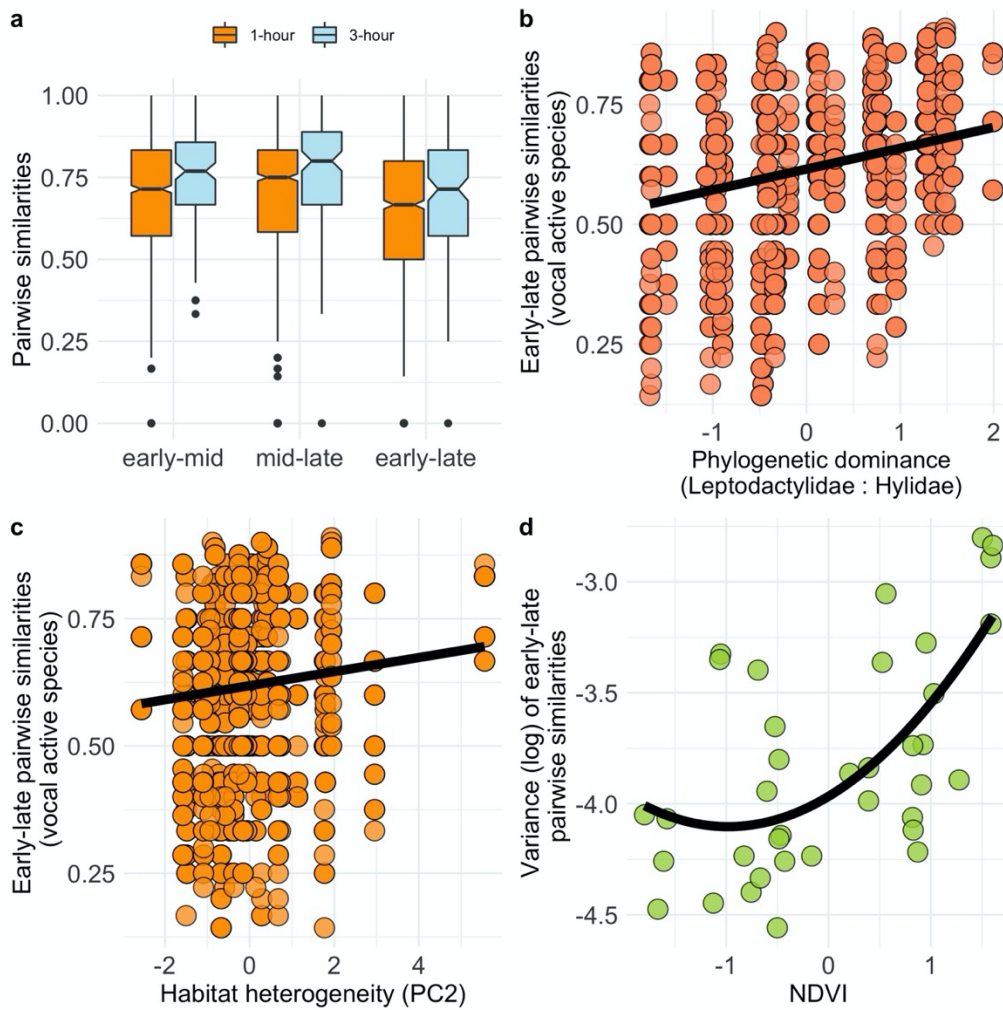 a
1-hour 3-hour
1.00
0.75
0.50
0.25
0.00
Pairwise similarities
early-mid mid-late early-late
b
Early-late pairwise similarities
(vocal active species)
0.75
0.50
0.25
-1 0 1 2
Phylogenetic dominance
(Leptodactylidae : Hylidae)
c
Early-late pairwise similarities
(vocal active species)
0.75
0.50
0.25
-2 0 2 4
Habitat heterogeneity (PC2)
d
Variance (log) of early-late
pairwise similarities
-3.0
-3.5
-4.0
-4.5
-1 0 1
NDVI